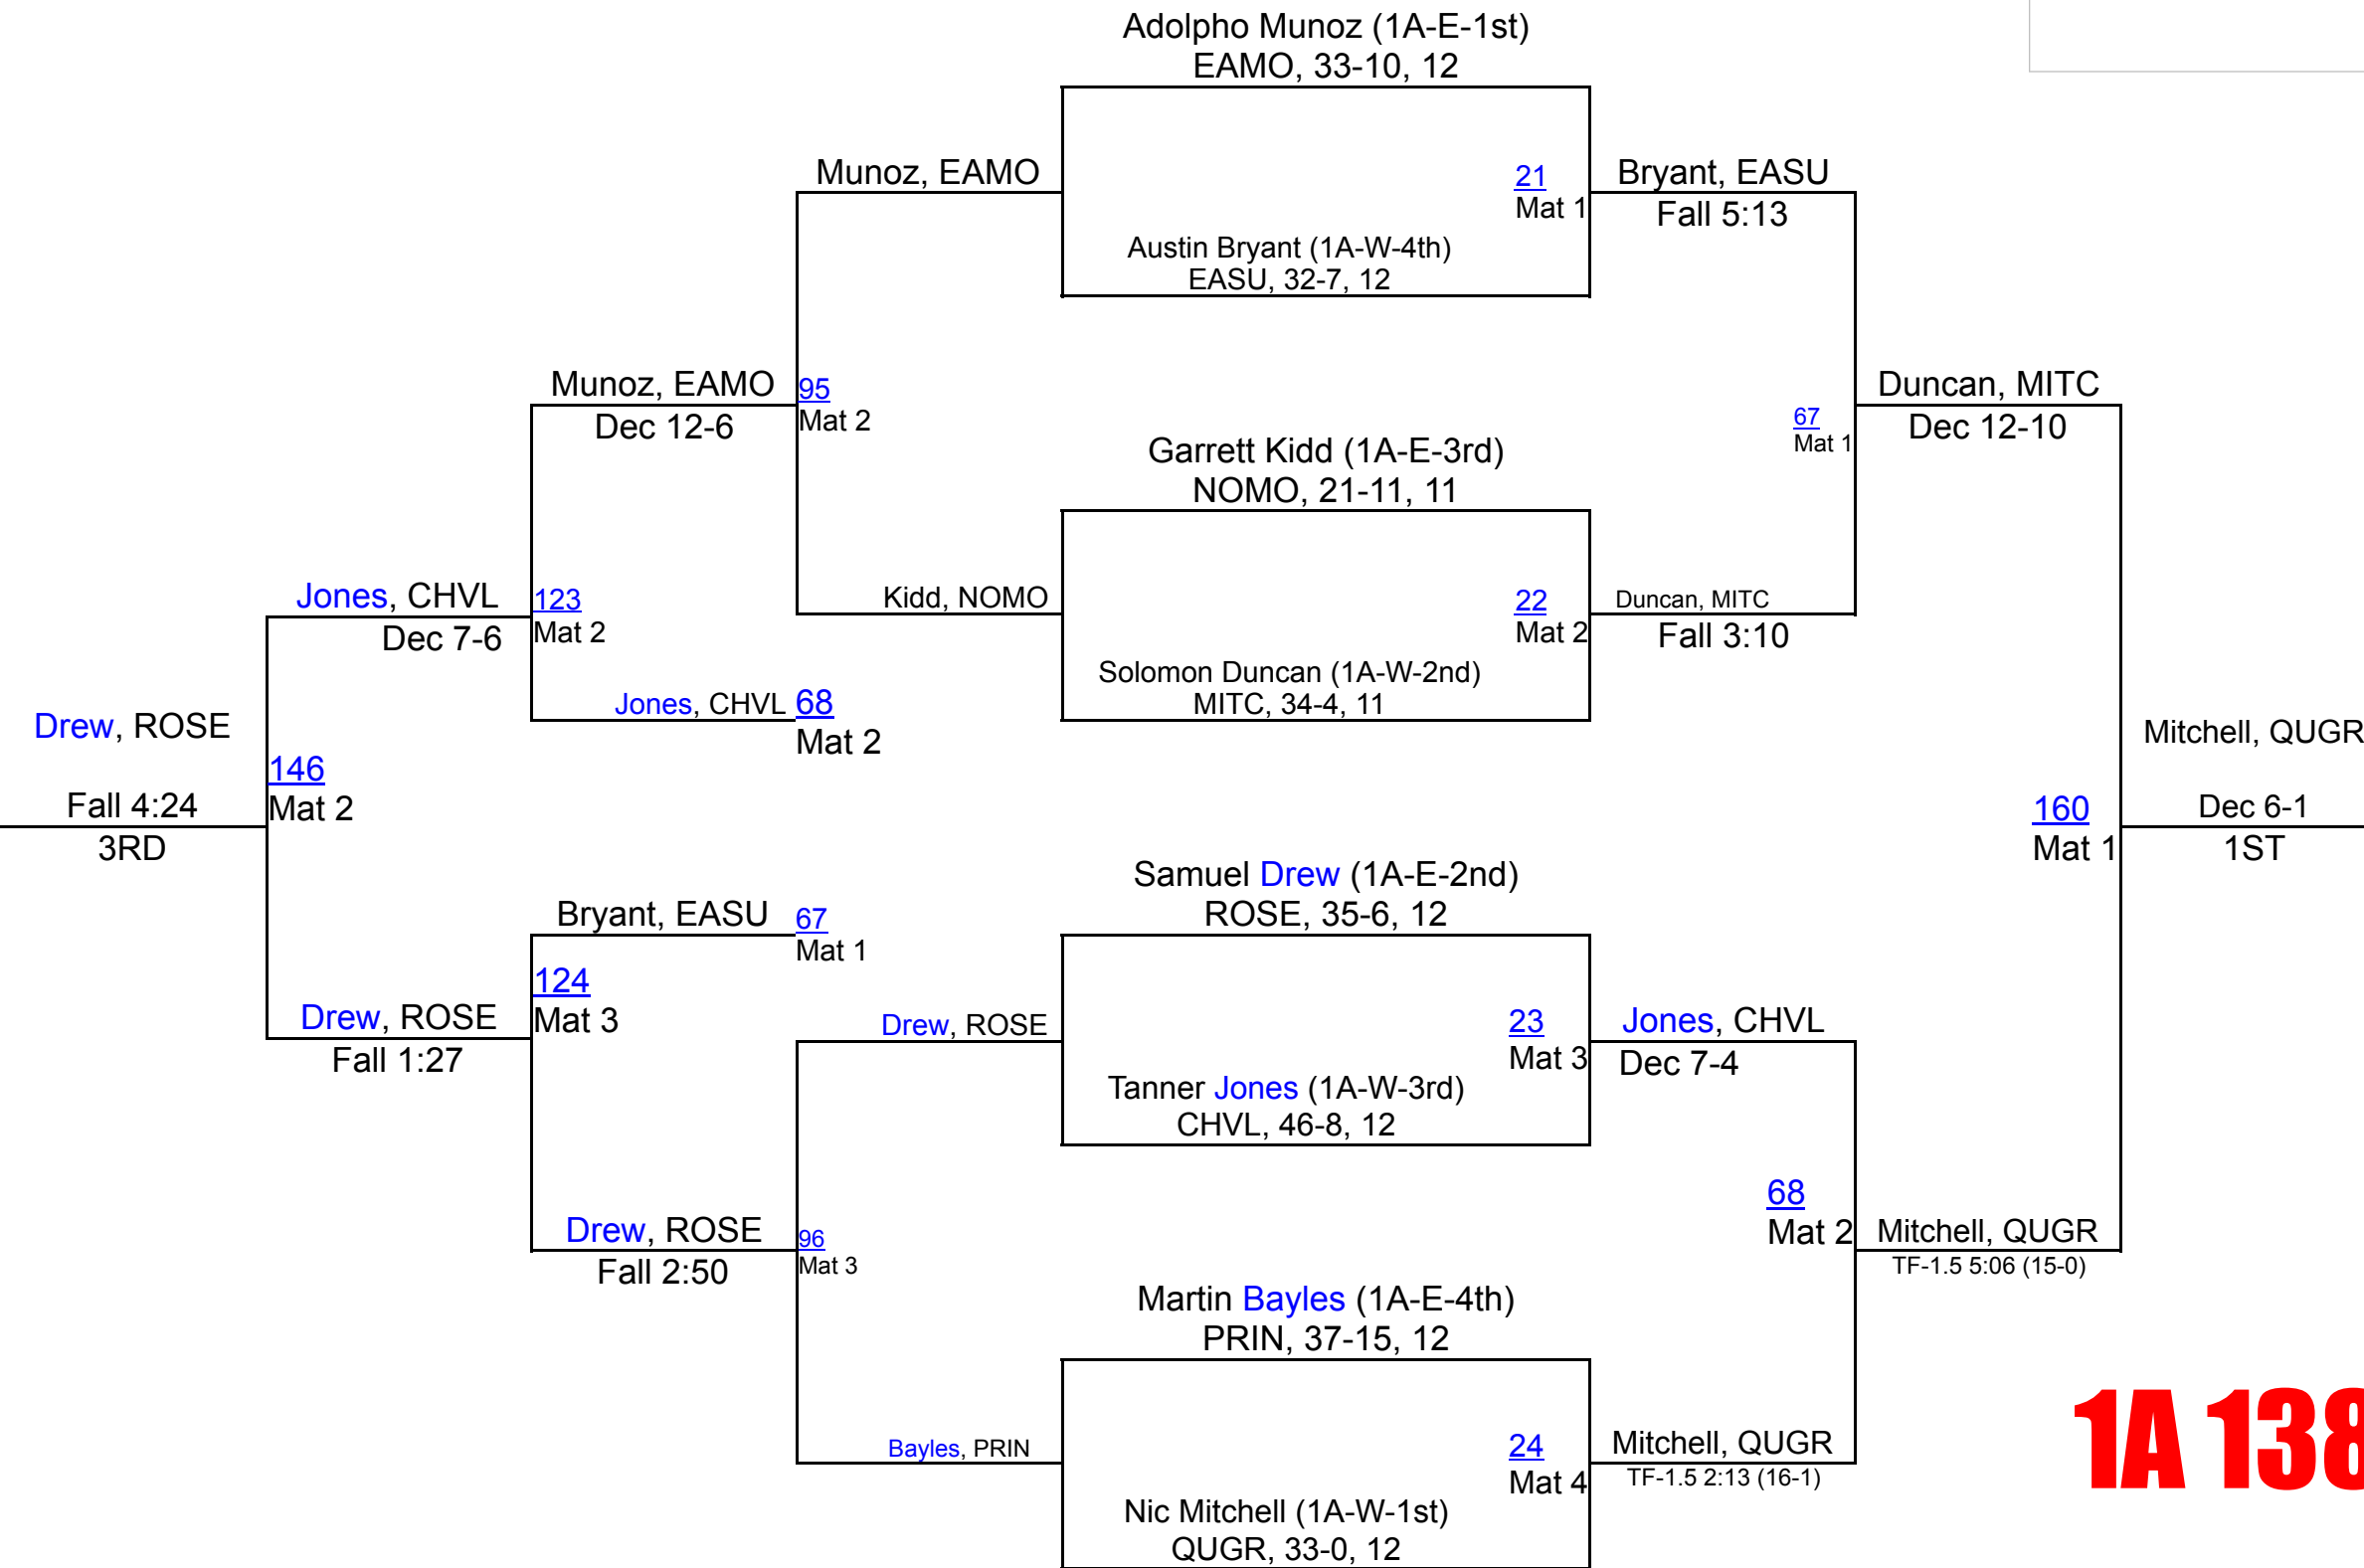 Adolpho Munoz (1A-E-1st)
EAMO, 33-10, 12
Munoz, EAMO
21
Mat 1
Bryant, EASU
Fall 5:13
Austin Bryant (1A-W-4th)
EASU, 32-7, 12
Munoz, EAMO
Dec 12-6
95
Mat 2
67
Mat 1
Duncan, MITC
Dec 12-10
Garrett Kidd (1A-E-3rd)
NOMO, 21-11, 11
Jones, CHVL
Dec 7-6
123
Mat 2
Kidd, NOMO
22
Mat 2
Duncan, MITC
Fall 3:10
Solomon Duncan (1A-W-2nd)
MITC, 34-4, 11
Jones, CHVL
68
Mat 2
Drew, ROSE
Fall 4:24
3RD
146
Mat 2
160
Mat 1
Mitchell, QUGR
Dec 6-1
1ST
Samuel Drew (1A-E-2nd)
ROSE, 35-6, 12
Bryant, EASU
67
Mat 1
124
Mat 3
Drew, ROSE
Fall 1:27
Drew, ROSE
23
Mat 3
Jones, CHVL
Dec 7-4
Tanner Jones (1A-W-3rd)
CHVL, 46-8, 12
Drew, ROSE
Fall 2:50
96
Mat 3
68
Mat 2
Mitchell, QUGR
TF-1.5 5:06 (15-0)
Martin Bayles (1A-E-4th)
PRIN, 37-15, 12
Bayles, PRIN
24
Mat 4
Mitchell, QUGR
TF-1.5 2:13 (16-1)
Nic Mitchell (1A-W-1st)
QUGR, 33-0, 12
1A 138